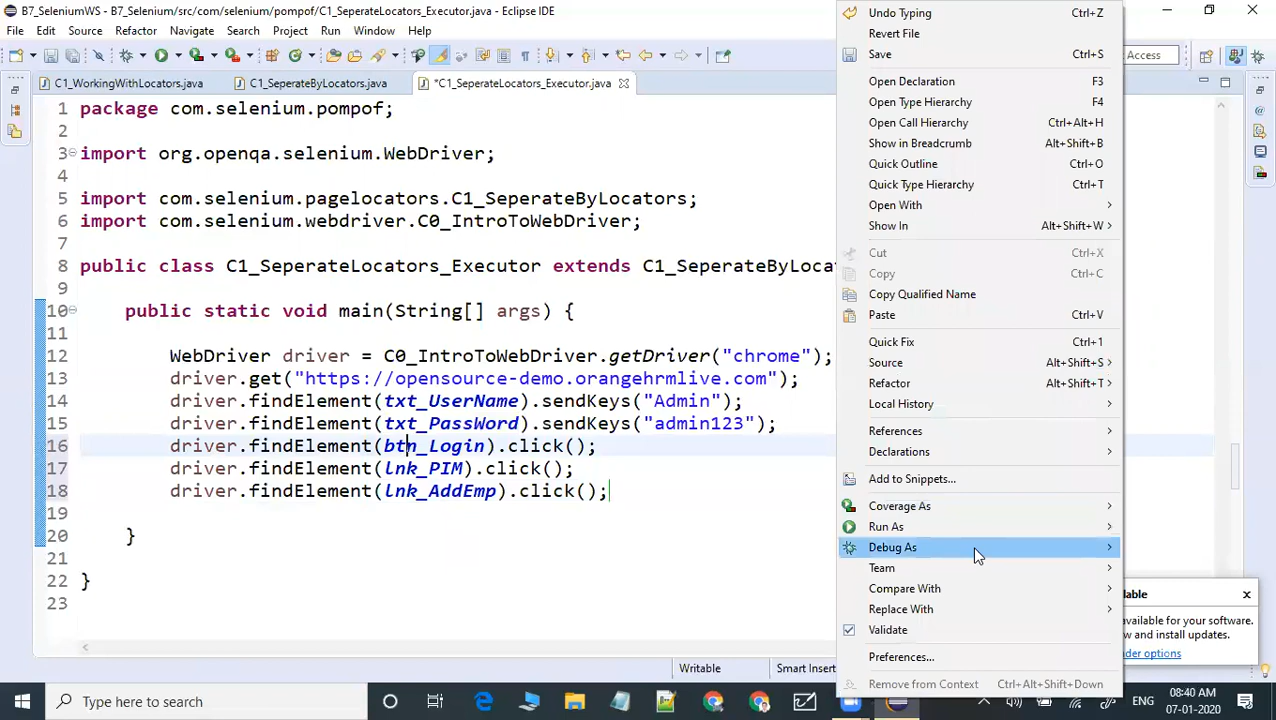 B7_SeleniumWS - B7_Selenium/src/com/selenium/pompof/C1_SeperateLocators_Executor.java - Eclipse IDE
File Edit Source Refactor Navigate Search Project Run Window Help
Access
C1_WorkingWithLocators.java C1_SeperateByLocators.java *C1_SeperateLocators_Executor.java
1 package com.selenium.pompof;
2
3 import org.openqa.selenium.WebDriver;
4
5 import com.selenium.pagelocators.C1_SeperateByLocators;
6 import com.selenium.webdriver.C0_IntroToWebDriver;
7
8 public class C1_SeperateLocators_Executor extends C1_SeperateByLoca
9
10 public static void main(String[] args) {
11
12 WebDriver driver = C0_IntroToWebDriver.getDriver("chrome");
13 driver.get("https://opensource-demo.orangehrmlive.com");
14 driver.findElement(txt_UserName).sendKeys("Admin");
15 driver.findElement(txt_PassWord).sendKeys("admin123");
16 driver.findElement(btn_Login).click();
17 driver.findElement(lnk_PIM).click();
18 driver.findElement(lnk_AddEmp).click();
19
20 }
21
22 }
23
Undo Typing Ctrl+Z
Revert File
Save Ctrl+S
Open Declaration F3
Open Type Hierarchy F4
Open Call Hierarchy Ctrl+Alt+H
Show in Breadcrumb Alt+Shift+B
Quick Outline Ctrl+O
Quick Type Hierarchy Ctrl+T
Open With
Show In Alt+Shift+W
Cut Ctrl+X
Copy Ctrl+C
Copy Qualified Name
Paste Ctrl+V
Quick Fix Ctrl+1
Source Alt+Shift+S
Refactor Alt+Shift+T
Local History
References
Declarations
Add to Snippets...
Coverage As
Run As
Debug As
Team
Compare With
Replace With
Validate
Preferences...
Remove from Context Ctrl+Alt+Shift+Down
lable
available for your software.
w and install updates.
der options
Writable Smart Insert
Type here to search
ENG
08:40 AM
07-01-2020